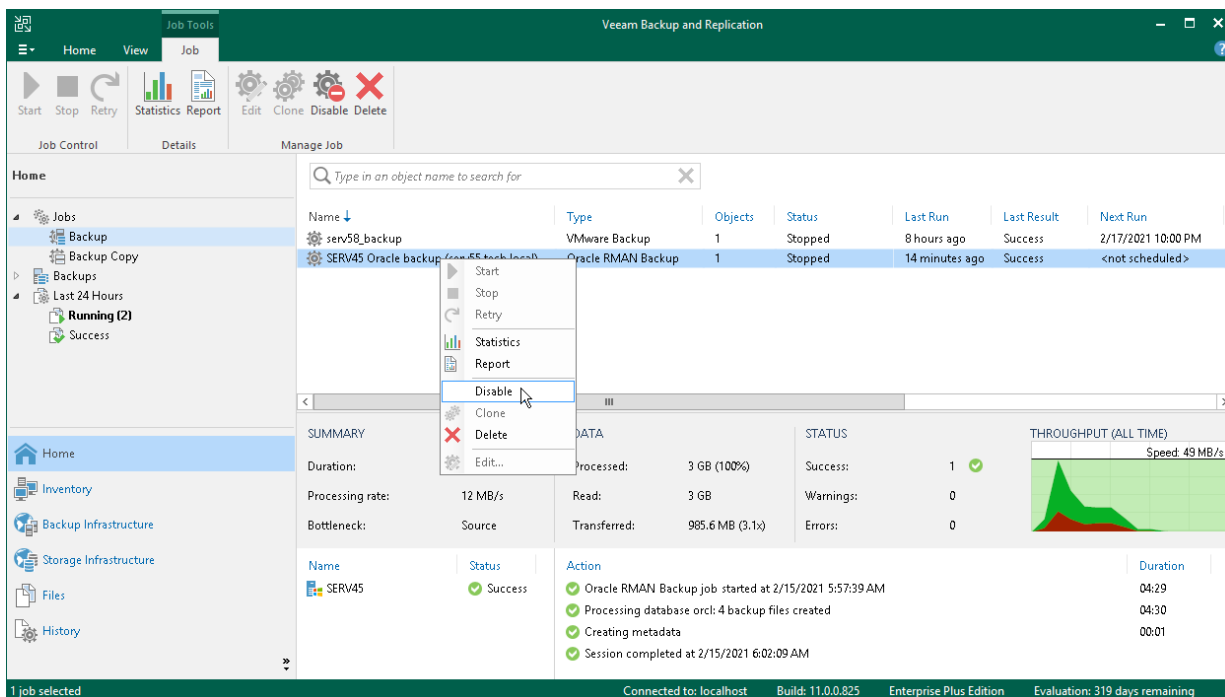 Job Tools
Veeam Backup and Replication
Home View Job
Start Stop Retry Statistics Report Edit Clone Disable Delete
Job Control Details Manage Job
Home
Type in an object name to search for
Jobs
Backup
Backup Copy
Backups
Last 24 Hours
Running (2)
Success
Name Type Objects Status Last Run Last Result Next Run
serv58_backup VMware Backup 1 Stopped 8 hours ago Success 2/17/2021 10:00 PM
SERV45 Oracle backup (serv55.tech.local) Oracle RMAN Backup 1 Stopped 14 minutes ago Success <not scheduled>
Start
Stop
Retry
Statistics
Report
Disable
Clone
Delete
Edit...
SUMMARY DATA STATUS THROUGHPUT (ALL TIME)
Speed: 49 MB/s
Duration: Processed: 3 GB (100%) Success: 1
Processing rate: 12 MB/s Read: 3 GB Warnings: 0
Bottleneck: Source Transferred: 985.6 MB (3.1x) Errors: 0
Home
Inventory
Backup Infrastructure
Storage Infrastructure
Files
History
Name Status Action Duration
SERV45 Success Oracle RMAN Backup job started at 2/15/2021 5:57:39 AM 04:29
Processing database orcl: 4 backup files created 04:30
Creating metadata 00:01
Session completed at 2/15/2021 6:02:09 AM
1 job selected Connected to: localhost Build: 11.0.0.825 Enterprise Plus Edition Evaluation: 319 days remaining